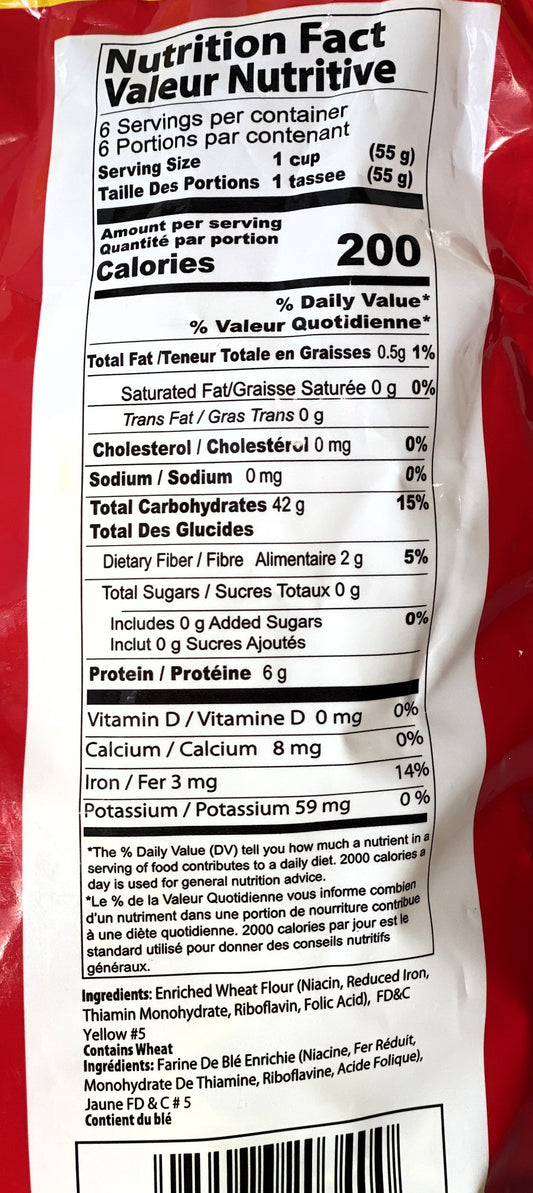 Nutrition Fact
Valeur Nutritive
6 Servings per container
6 Portions par contenant
Serving Size 1 cup (55 g)
Taille Des Portions 1 tassee (55 g)
Amount per serving
Quantité par portion
Calories 200
% Daily Value*
% Valeur Quotidienne*
Total Fat /Teneur Totale en Graisses 0.5g 1%
Saturated Fat/Graisse Saturée 0 g 0%
Trans Fat / Gras Trans 0 g
Cholesterol / Cholestérol 0 mg 0%
Sodium / Sodium 0 mg 0%
Total Carbohydrates 42 g 15%
Total Des Glucides
Dietary Fiber / Fibre Alimentaire 2 g 5%
Total Sugars / Sucres Totaux 0 g
Includes 0 g Added Sugars 0%
Inclut 0 g Sucres Ajoutés
Protein / Protéine 6 g
Vitamin D / Vitamine D 0 mg 0%
Calcium / Calcium 8 mg 0%
Iron / Fer 3 mg 14%
Potassium / Potassium 59 mg 0 %
*The % Daily Value (DV) tell you how much a nutrient in a
serving of food contributes to a daily diet. 2000 calories a
day is used for general nutrition advice.
*Le % de la Valeur Quotidienne vous informe combien
d'un nutriment dans une portion de nourriture contribue
à une diète quotidienne. 2000 calories par jour est le
standard utilisé pour donner des conseils nutritifs
généraux.
Ingredients: Enriched Wheat Flour (Niacin, Reduced Iron,
Thiamin Monohydrate, Riboflavin, Folic Acid), FD&C
Yellow #5
Contains Wheat
Ingrédients: Farine De Blé Enrichie (Niacine, Fer Réduit,
Monohydrate De Thiamine, Riboflavine, Acide Folique),
Jaune FD & C # 5
Contient du blé